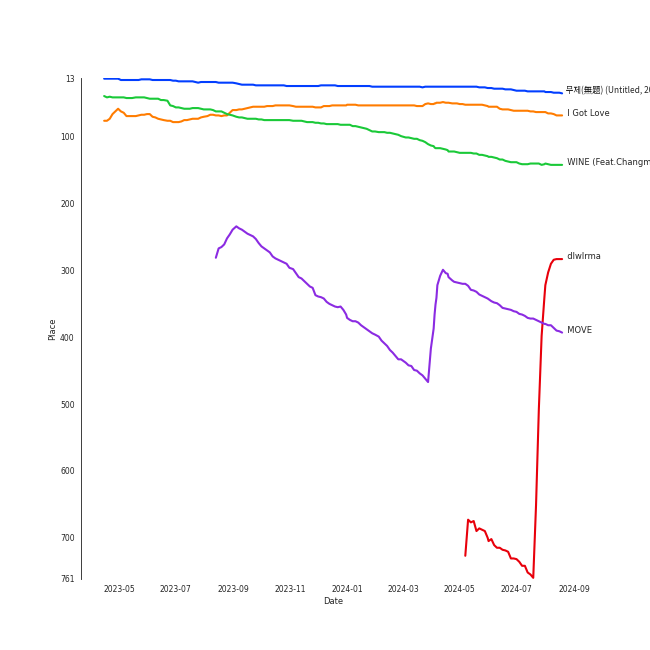 13
100
200
300
400
500
600
700
761
Place
2023-05
2023-07
2023-09
2023-11
2024-01
2024-03
2024-05
2024-07
2024-09
Date
무제(無題) (Untitled, 20
I Got Love
WINE (Feat.Changm
dlwlrma
MOVE